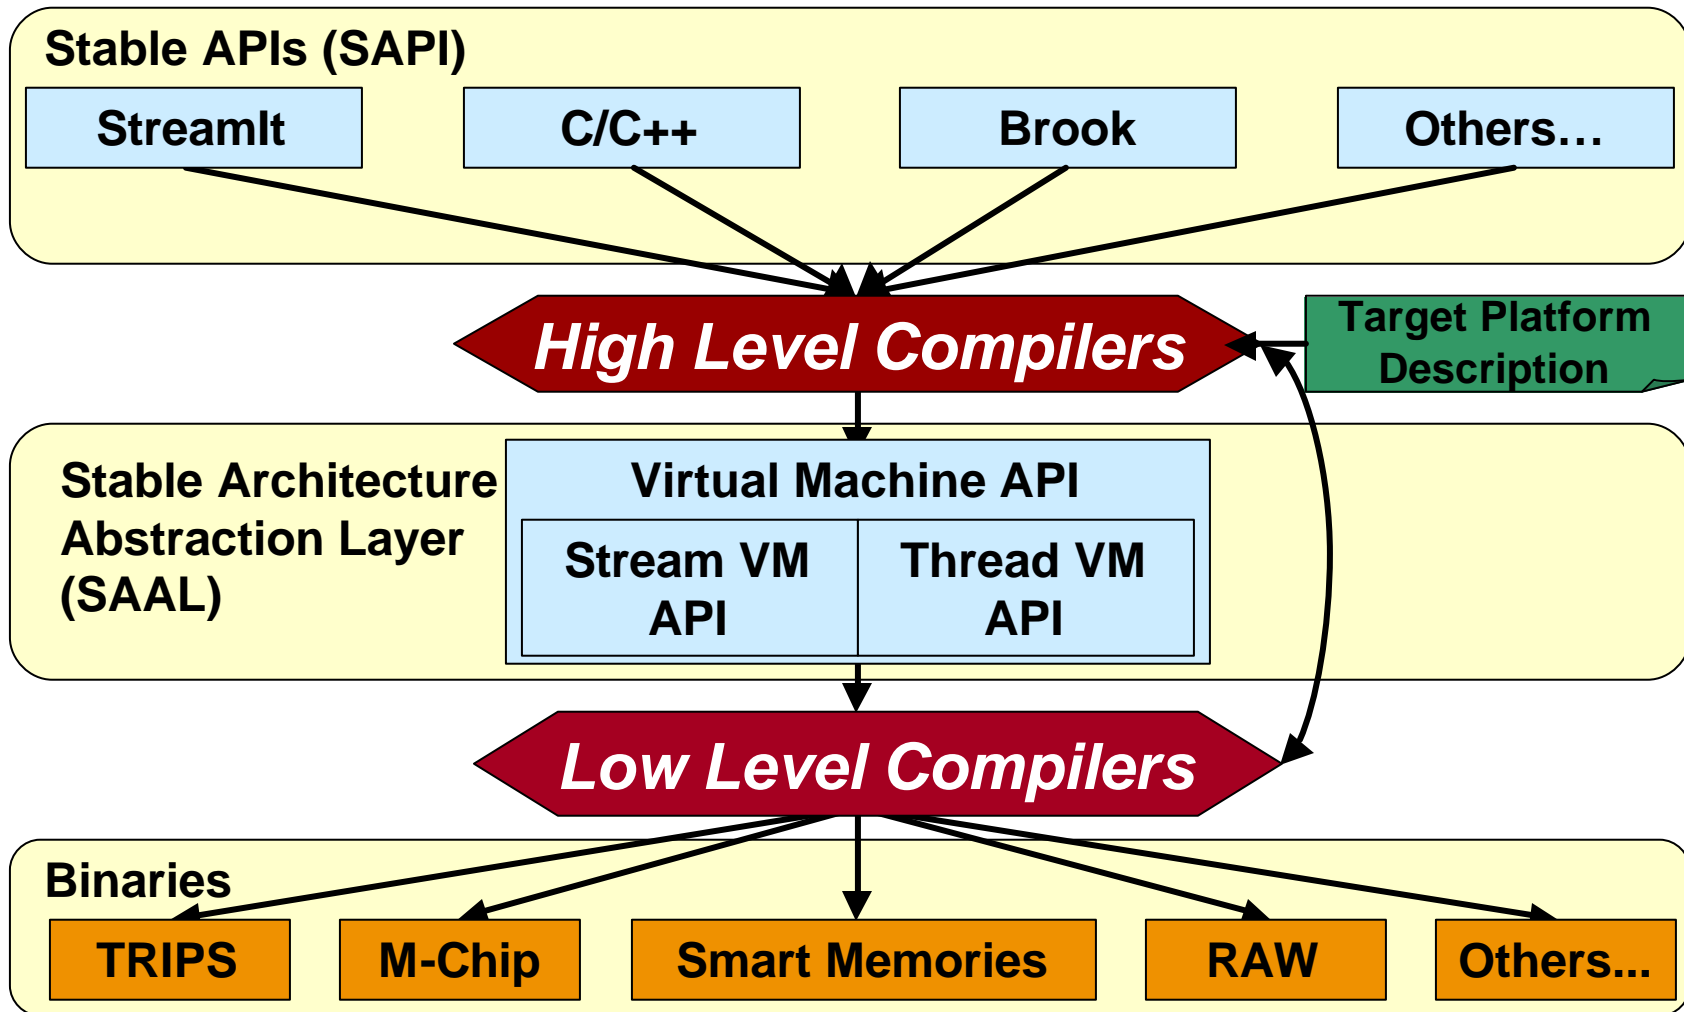 Stable APIs (SAPI)
StreamIt
C/C++
Brook
Others…
High Level Compilers
Target Platform
Description
Stable Architecture
Abstraction Layer
(SAAL)
Virtual Machine API
Stream VM
API
Thread VM
API
Low Level Compilers
Binaries
TRIPS
M-Chip
Smart Memories
RAW
Others...